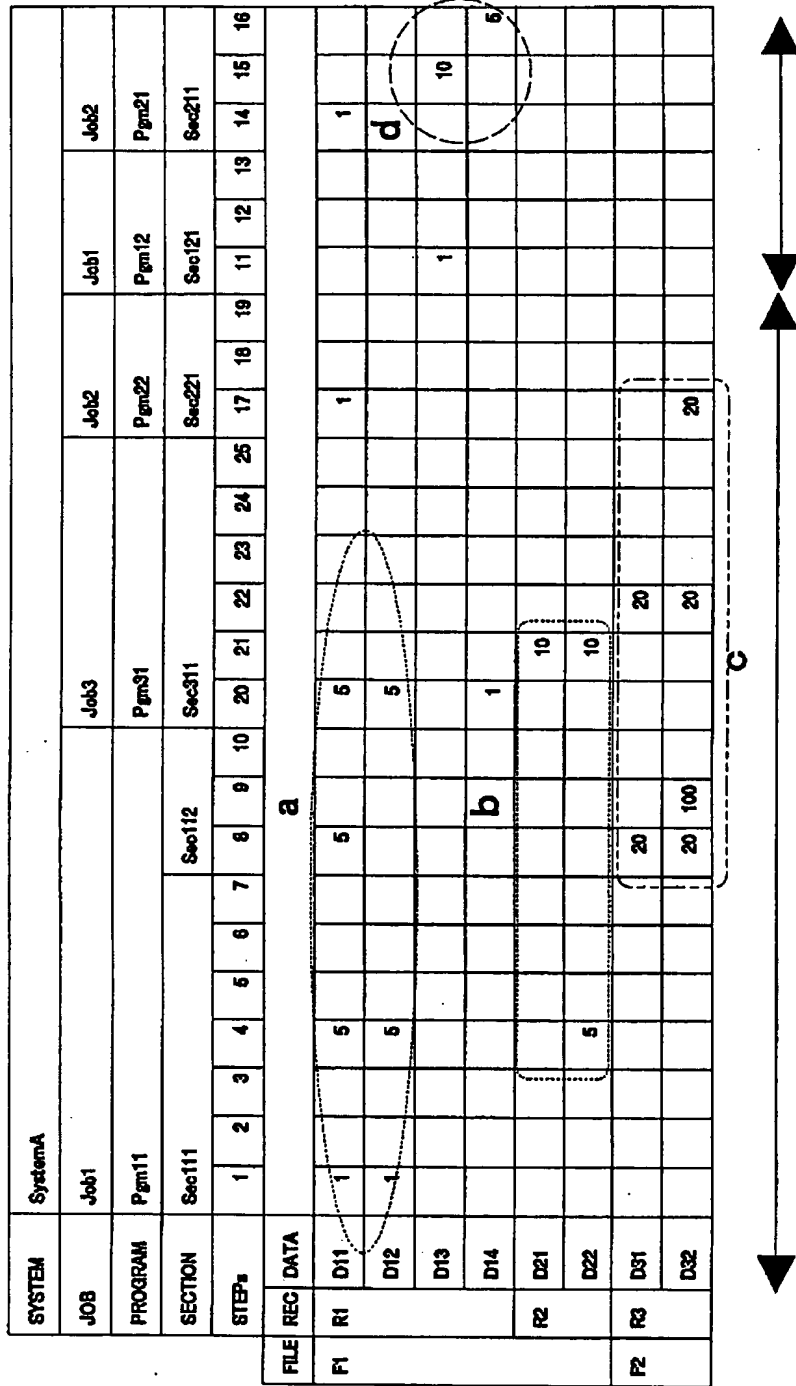 SYSTEM SystemA
JOB Job1 Job3 Job2 Job1 Job2
PROGRAM Pgm11 Pgm31 Pgm22 Pgm12 Pgm21
SECTION Sec111 Sec112 Sec311 Sec221 Sec121 Sec211
STEPs 1 2 3 4 5 6 7 8 9 10 20 21 22 23 24 25 17 18 19 11 12 13 14 15 16
FILE REC DATA
a
F1 R1 D11 1 5 5 5 1 1
D12 1 5 5
d
D13 1 10
D14 1 5
b
R2 D21 10
D22 5 10
F2 R3 D31 20 20
D32 20 100 20 20
c